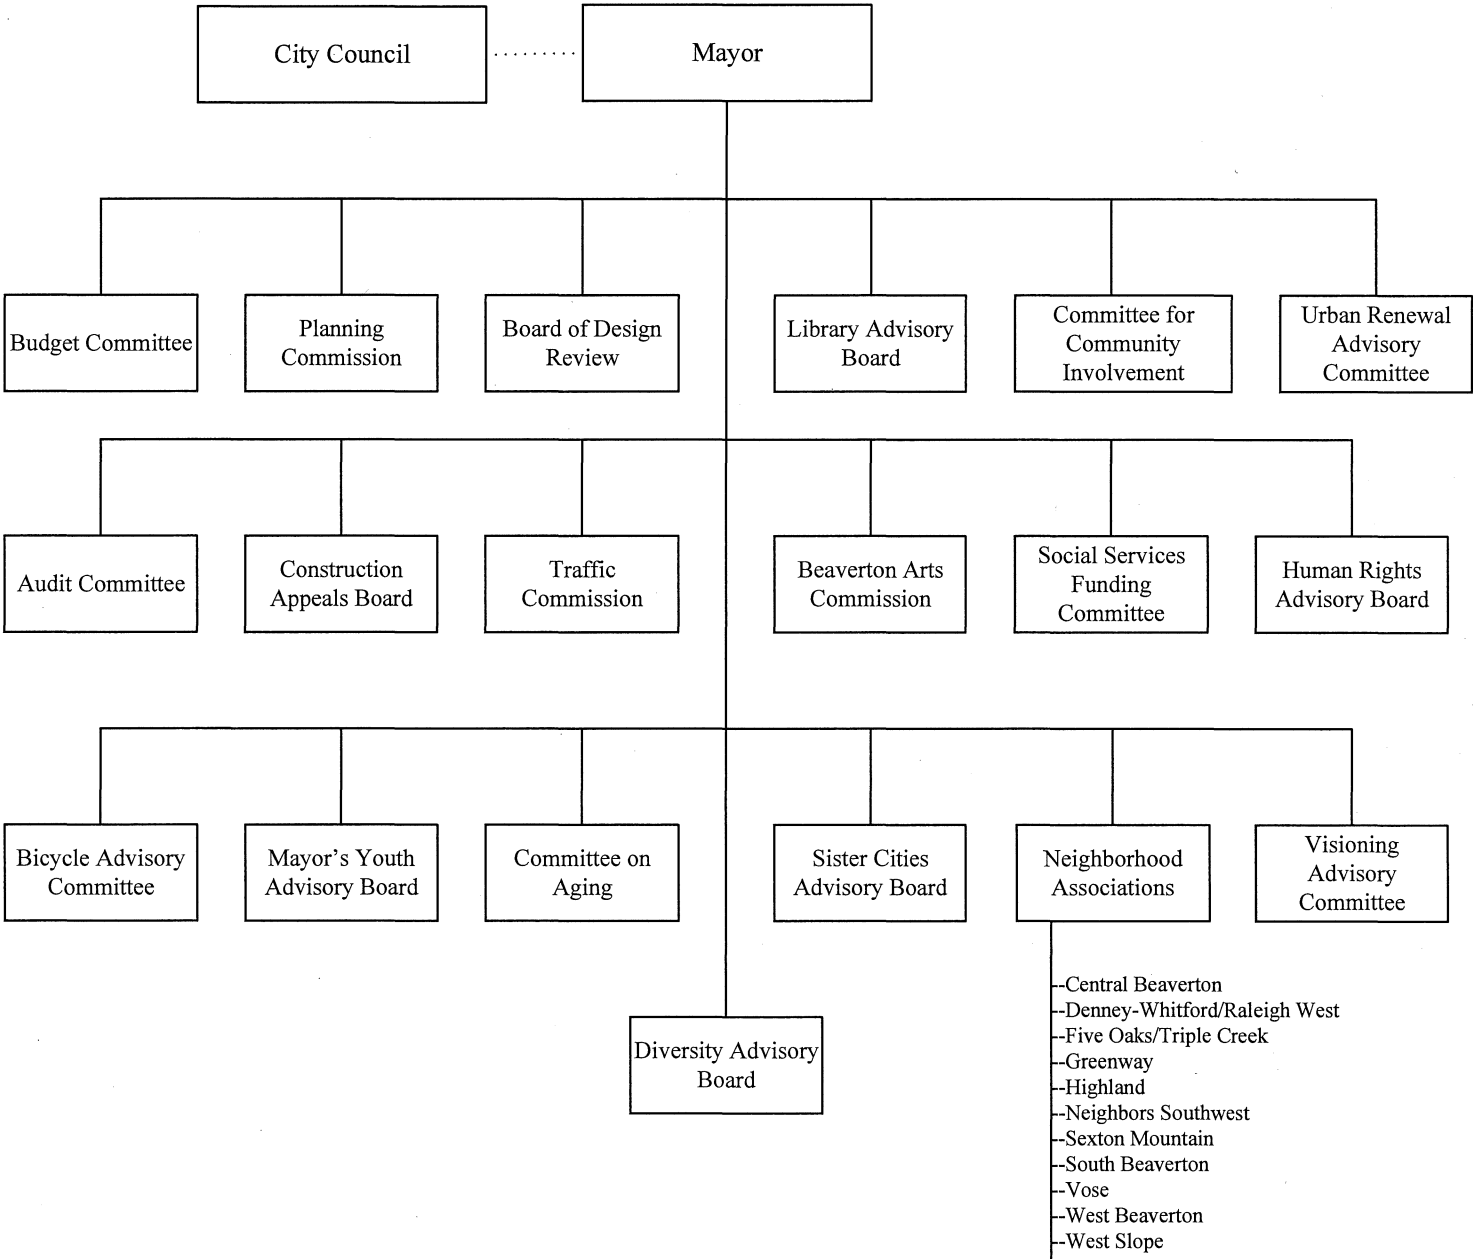 City Council
Mayor
Budget Committee
Planning
Commission
Board of Design
Review
Library Advisory
Board
Committee for
Community
Involvement
Urban Renewal
Advisory
Committee
Audit Committee
Construction
Appeals Board
Traffic
Commission
Beaverton Arts
Commission
Social Services
Funding
Committee
Human Rights
Advisory Board
Bicycle Advisory
Committee
Mayor's Youth
Advisory Board
Committee on
Aging
Sister Cities
Advisory Board
Neighborhood
Associations
Visioning
Advisory
Committee
Diversity Advisory
Board
--Central Beaverton
--Denney-Whitford/Raleigh West
--Five Oaks/Triple Creek
--Greenway
--Highland
--Neighbors Southwest
--Sexton Mountain
--South Beaverton
--Vose
--West Beaverton
--West Slope